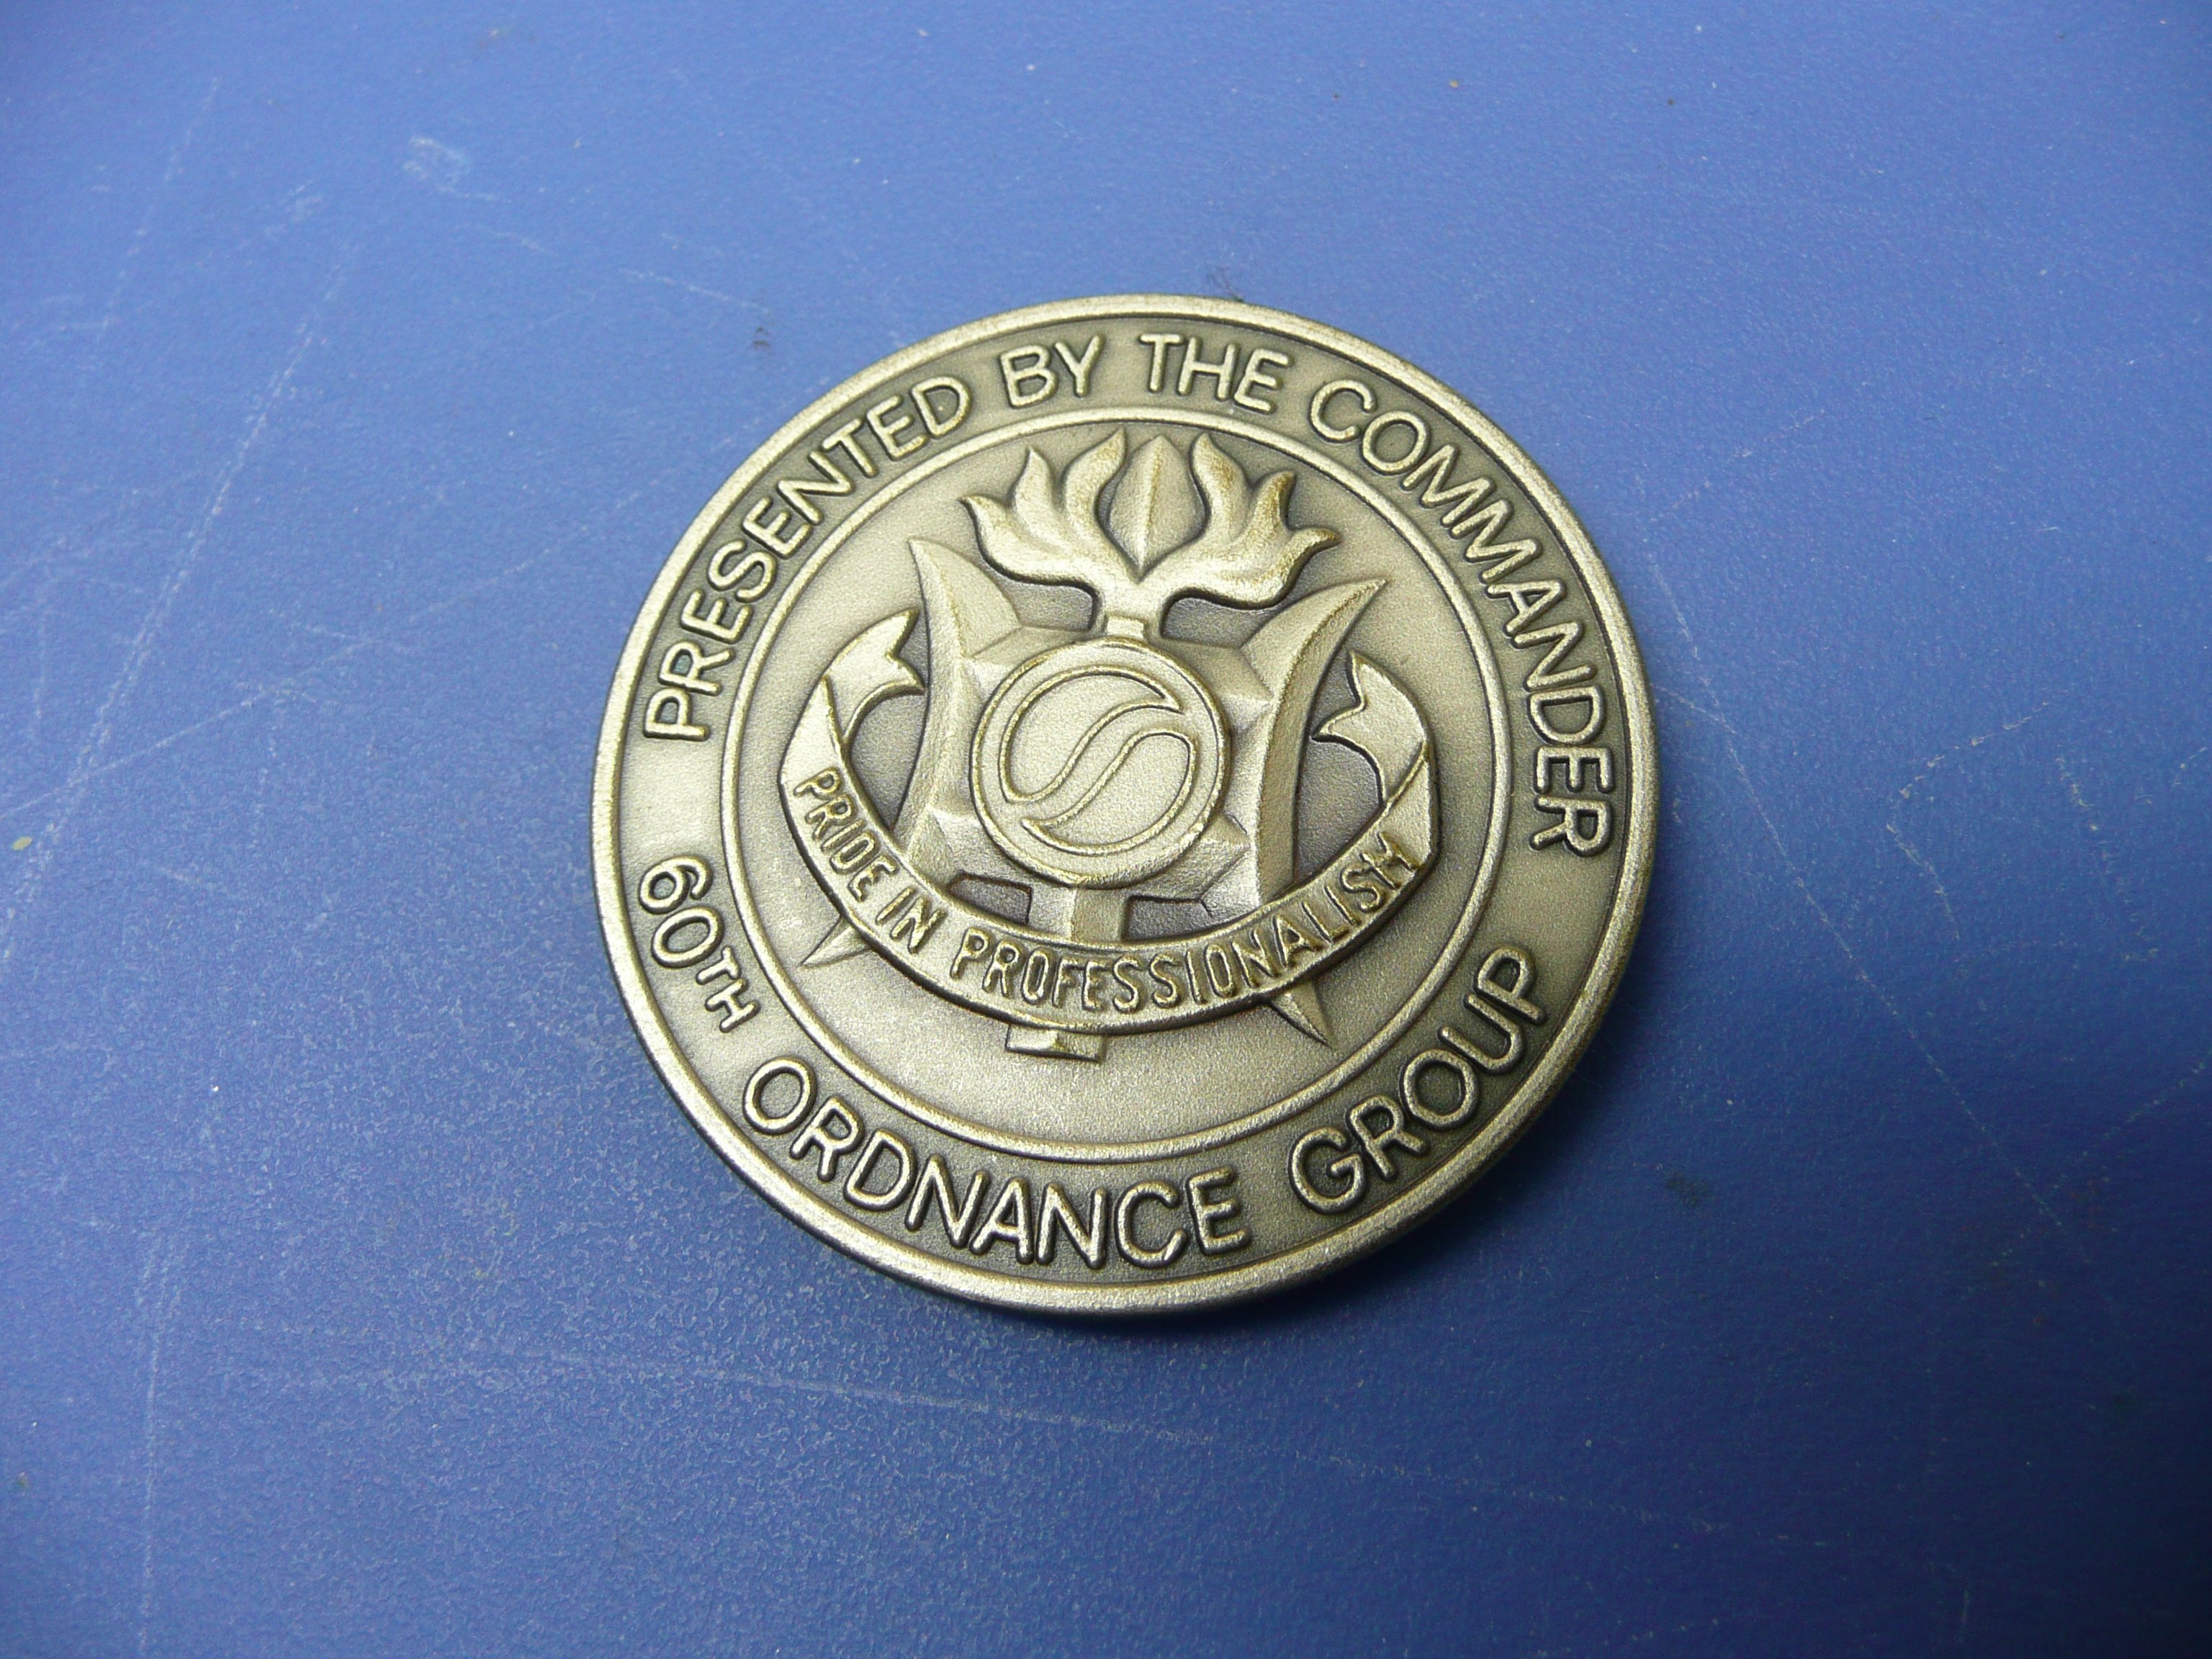 PRESENTED BY THE COMMANDER
PRIDE IN PROFESSIONALISM
60TH ORDNANCE GROUP